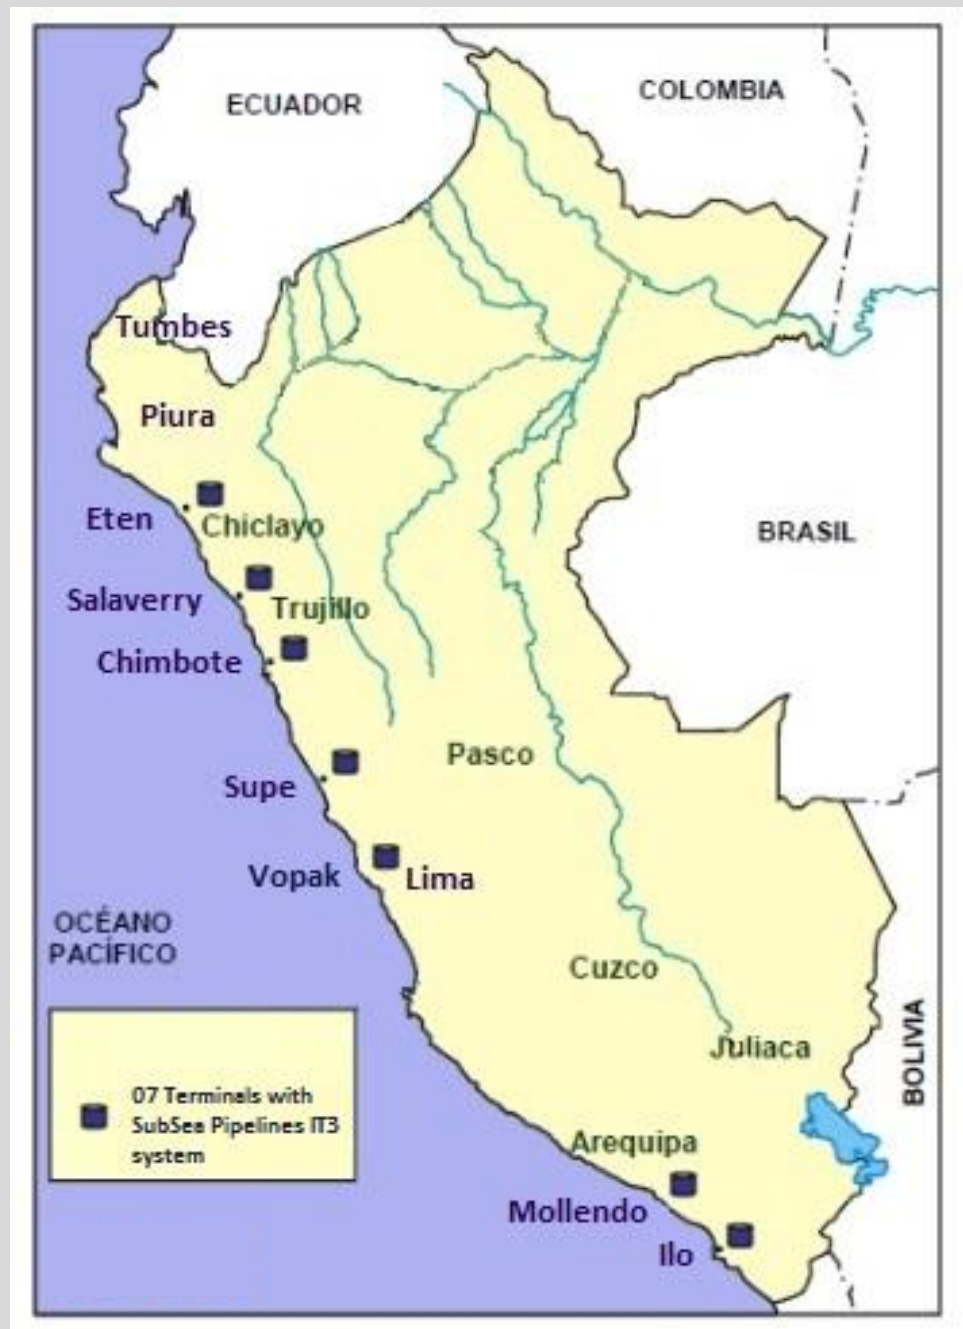 ECUADOR
COLOMBIA
Tumbes
Piura
Eten
Chiclayo
BRASIL
Salaverry
Trujillo
Chimbote
Pasco
Supe
Vopak
Lima
OCÉANO
PACÍFICO
Cuzco
Juliaca
BOLIVIA
07 Terminals with
SubSea Pipelines IT3
system
Arequipa
Mollendo
Ilo